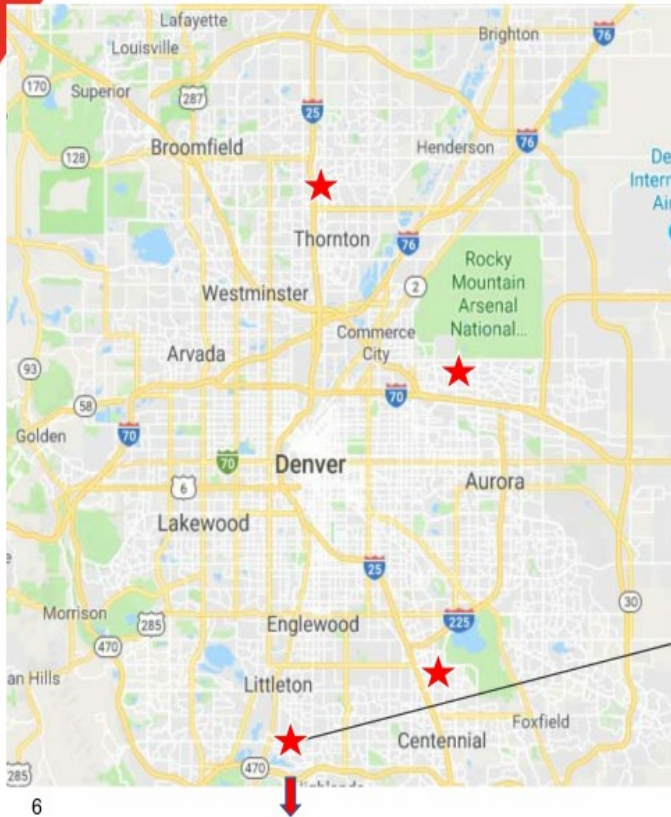 Lafayette
Brighton
76
Louisville
170
Superior
287
25
Broomfield
128
Henderson
76
De
Intern
Ai
Thornton
76
Rocky
Mountain
Arsenal
National...
2
Westminster
Commerce
City
Arvada
93
58
70
Golden
70
70
Denver
Aurora
6
Lakewood
25
30
Morrison
285
Englewood
225
470
an Hills
Littleton
Foxfield
Centennial
470
285
6